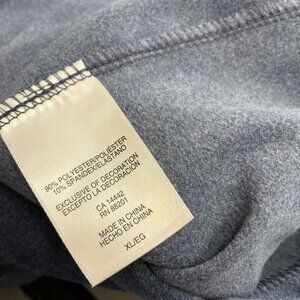 90% POLYESTER/POLIÉSTER
10% SPANDEX/ELASTANO
EXCLUSIVE OF DECORATION
EXCEPTO LA DECORACIÓN
CA 14442
RN 88201
MADE IN CHINA
HECHO EN CHINA
XL/EG